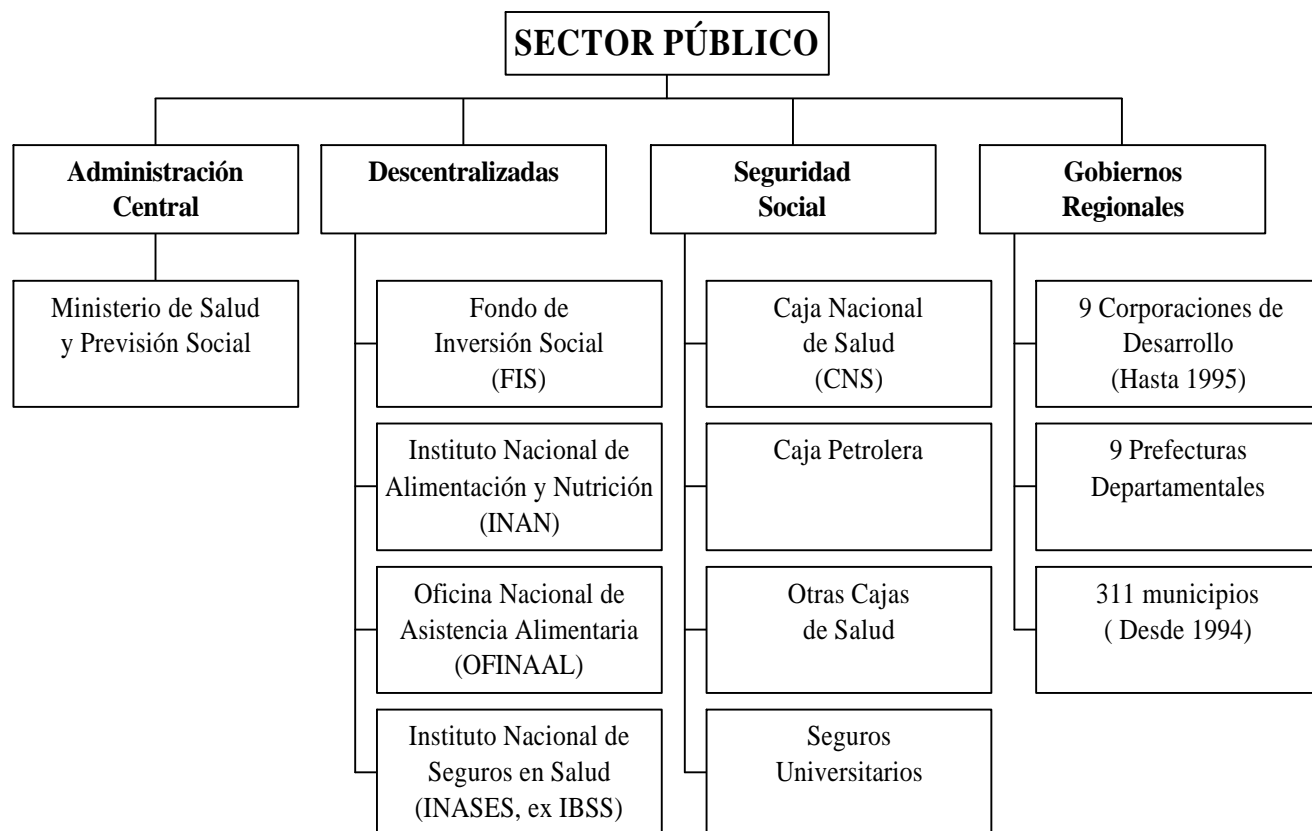 SECTOR PÚBLICO
Administración
Central
Ministerio de Salud
y Previsión Social
Descentralizadas
Fondo de
Inversión Social
(FIS)
Instituto Nacional de
Alimentación y Nutrición
(INAN)
Oficina Nacional de
Asistencia Alimentaria
(OFINAAL)
Instituto Nacional de
Seguros en Salud
(INASES, ex IBSS)
Seguridad
Social
Caja Nacional
de Salud
(CNS)
Caja Petrolera
Otras Cajas
de Salud
Seguros
Universitarios
Gobiernos
Regionales
9 Corporaciones de
Desarrollo
(Hasta 1995)
9 Prefecturas
Departamentales
311 municipios
( Desde 1994)